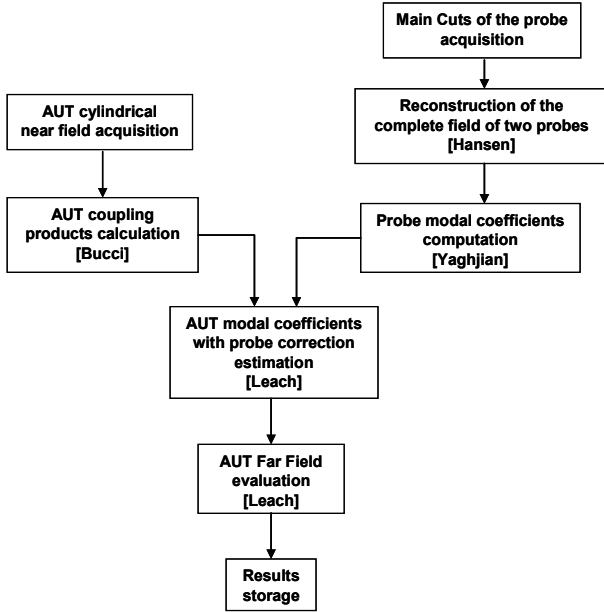 Main Cuts of the probe
acquisition
AUT cylindrical
near field acquisition
Reconstruction of the
complete field of two probes
[Hansen]
AUT coupling
products calculation
[Bucci]
Probe modal coefficients
computation
[Yaghjian]
AUT modal coefficients
with probe correction
estimation
[Leach]
AUT Far Field
evaluation
[Leach]
Results
storage